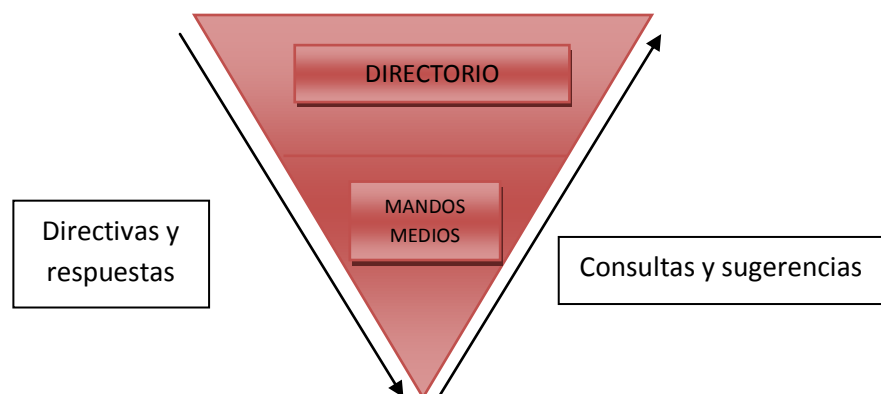 DIRECTORIO
MANDOS
MEDIOS
Directivas y
respuestas
Consultas y sugerencias